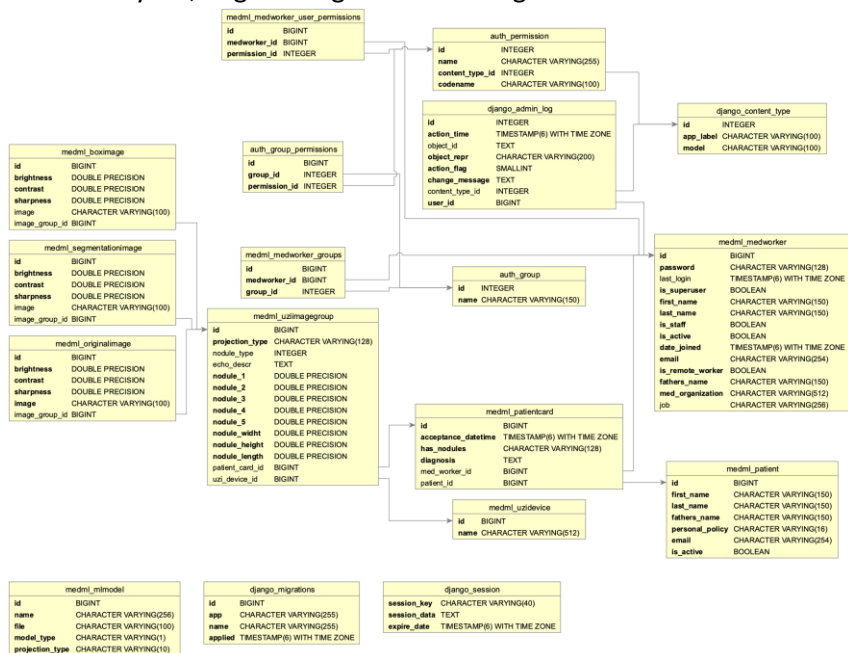 medml_medworker_user_permissions
id BIGINT
medworker_id BIGINT
permission_id INTEGER
auth_permission
id INTEGER
name CHARACTER VARYING(255)
content_type_id INTEGER
codename CHARACTER VARYING(100)
django_admin_log
id INTEGER
action_time TIMESTAMP(6) WITH TIME ZONE
object_id TEXT
object_repr CHARACTER VARYING(200)
action_flag SMALLINT
change_message TEXT
content_type_id INTEGER
user_id BIGINT
django_content_type
id INTEGER
app_label CHARACTER VARYING(100)
model CHARACTER VARYING(100)
medml_boximage
id BIGINT
brightness DOUBLE PRECISION
contrast DOUBLE PRECISION
sharpness DOUBLE PRECISION
image CHARACTER VARYING(100)
image_group_id BIGINT
auth_group_permissions
id BIGINT
group_id INTEGER
permission_id INTEGER
medml_segmentationimage
id BIGINT
brightness DOUBLE PRECISION
contrast DOUBLE PRECISION
sharpness DOUBLE PRECISION
image CHARACTER VARYING(100)
image_group_id BIGINT
medml_medworker_groups
id BIGINT
medworker_id BIGINT
group_id INTEGER
auth_group
id INTEGER
name CHARACTER VARYING(150)
medml_medworker
id BIGINT
password CHARACTER VARYING(128)
last_login TIMESTAMP(6) WITH TIME ZONE
is_superuser BOOLEAN
first_name CHARACTER VARYING(150)
last_name CHARACTER VARYING(150)
is_staff BOOLEAN
is_active BOOLEAN
date_joined TIMESTAMP(6) WITH TIME ZONE
email CHARACTER VARYING(254)
is_remote_worker BOOLEAN
fathers_name CHARACTER VARYING(150)
med_organization CHARACTER VARYING(512)
job CHARACTER VARYING(256)
medml_originalimage
id BIGINT
brightness DOUBLE PRECISION
contrast DOUBLE PRECISION
sharpness DOUBLE PRECISION
image CHARACTER VARYING(100)
image_group_id BIGINT
medml_uziimagegroup
id BIGINT
projection_type CHARACTER VARYING(128)
nodule_type INTEGER
echo_descr TEXT
nodule_1 DOUBLE PRECISION
nodule_2 DOUBLE PRECISION
nodule_3 DOUBLE PRECISION
nodule_4 DOUBLE PRECISION
nodule_5 DOUBLE PRECISION
nodule_widht DOUBLE PRECISION
nodule_height DOUBLE PRECISION
nodule_length DOUBLE PRECISION
patient_card_id BIGINT
uzi_device_id BIGINT
medml_patientcard
id BIGINT
acceptance_datetime TIMESTAMP(6) WITH TIME ZONE
has_nodules CHARACTER VARYING(128)
diagnosis TEXT
med_worker_id BIGINT
patient_id BIGINT
medml_patient
id BIGINT
first_name CHARACTER VARYING(150)
last_name CHARACTER VARYING(150)
fathers_name CHARACTER VARYING(150)
personal_policy CHARACTER VARYING(16)
email CHARACTER VARYING(254)
is_active BOOLEAN
medml_uzidevice
id BIGINT
name CHARACTER VARYING(512)
medml_mlmodel
id BIGINT
name CHARACTER VARYING(256)
file CHARACTER VARYING(100)
model_type CHARACTER VARYING(1)
projection_type CHARACTER VARYING(10)
django_migrations
id BIGINT
app CHARACTER VARYING(255)
name CHARACTER VARYING(255)
applied TIMESTAMP(6) WITH TIME ZONE
django_session
session_key CHARACTER VARYING(40)
session_data TEXT
expire_date TIMESTAMP(6) WITH TIME ZONE